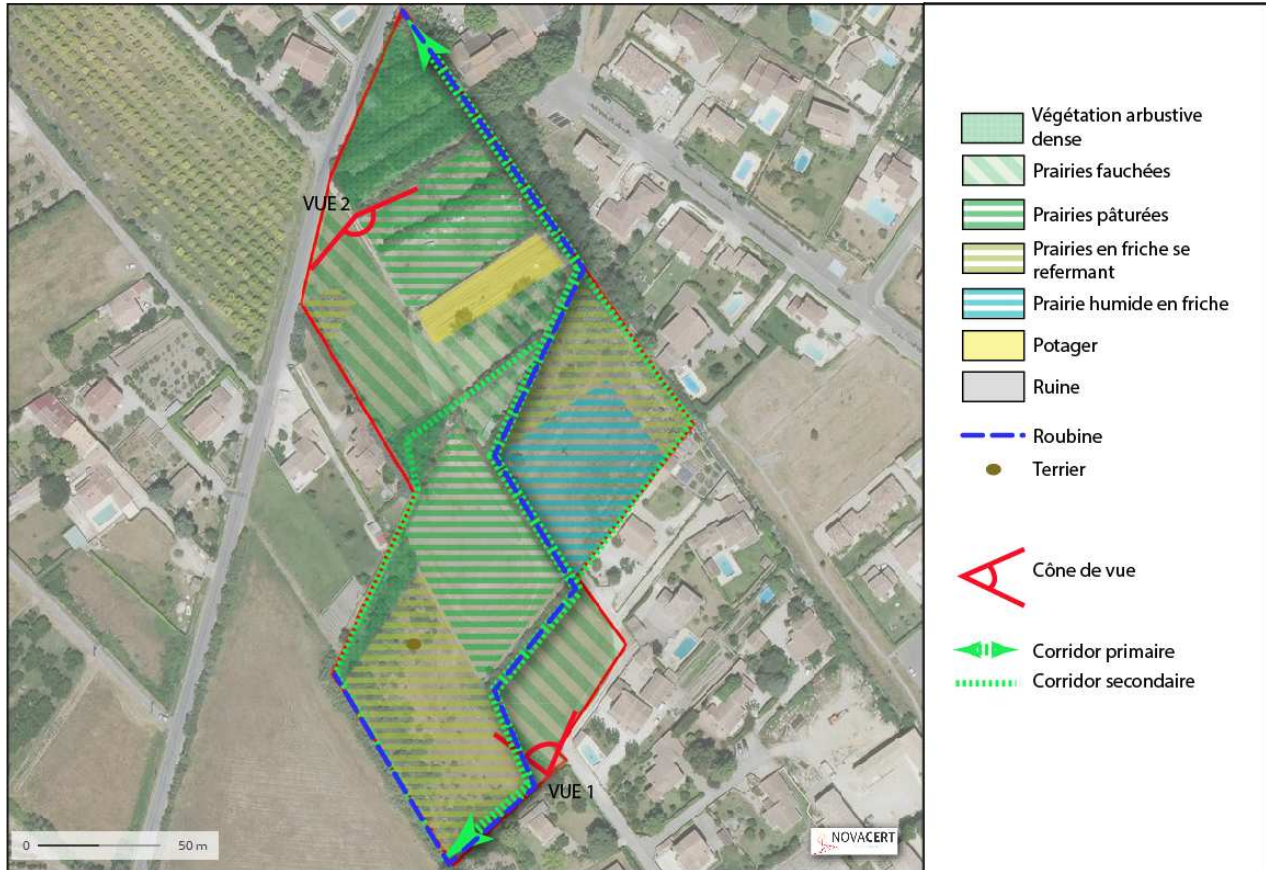 VUE 2
VUE 1
0
50 m
NOVACERT
Végétation arbustive
dense
Prairies fauchées
Prairies pâturées
Prairies en friche se
refermant
Prairie humide en friche
Potager
Ruine
Roubine
Terrier
Cône de vue
Corridor primaire
Corridor secondaire